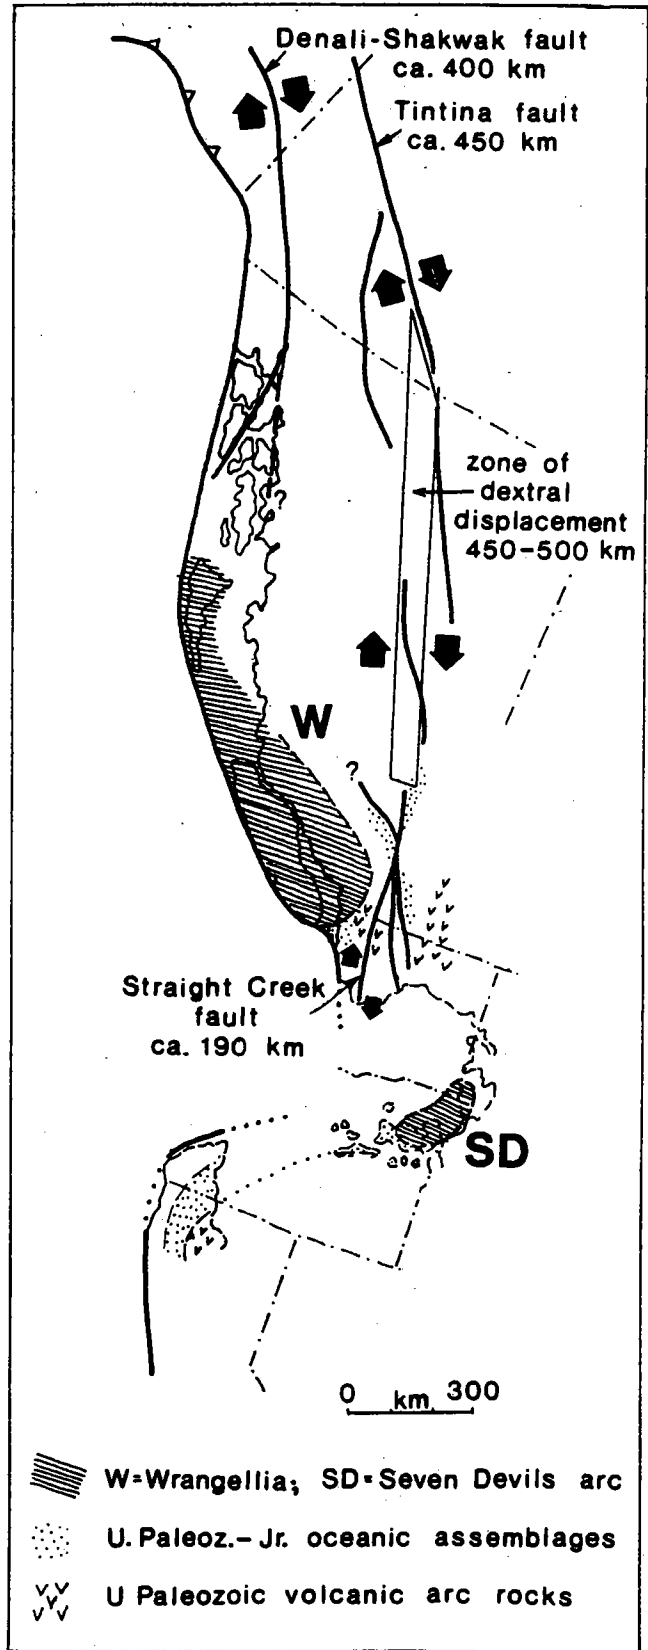 Denali-Shakwak fault
ca. 400 km
Tintina fault
ca. 450 km
zone of
dextral
displacement
450-500 km
?
W
?
Straight Creek
fault
ca. 190 km
SD
0 km 300
W=Wrangellia; SD=Seven Devils arc
U. Paleoz.- Jr. oceanic assemblages
U Paleozoic volcanic arc rocks